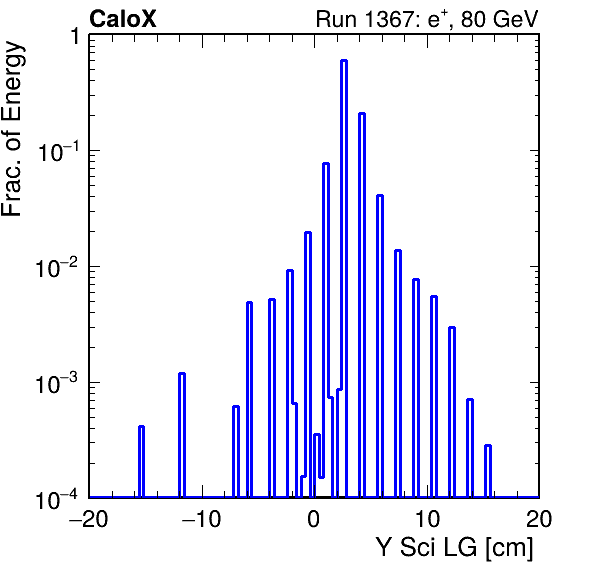 CaloX Run 1367: e⁺, 80 GeV
Frac. of Energy
1
10⁻¹
10⁻²
10⁻³
10⁻⁴
−20 −10 0 10 20
Y Sci LG [cm]